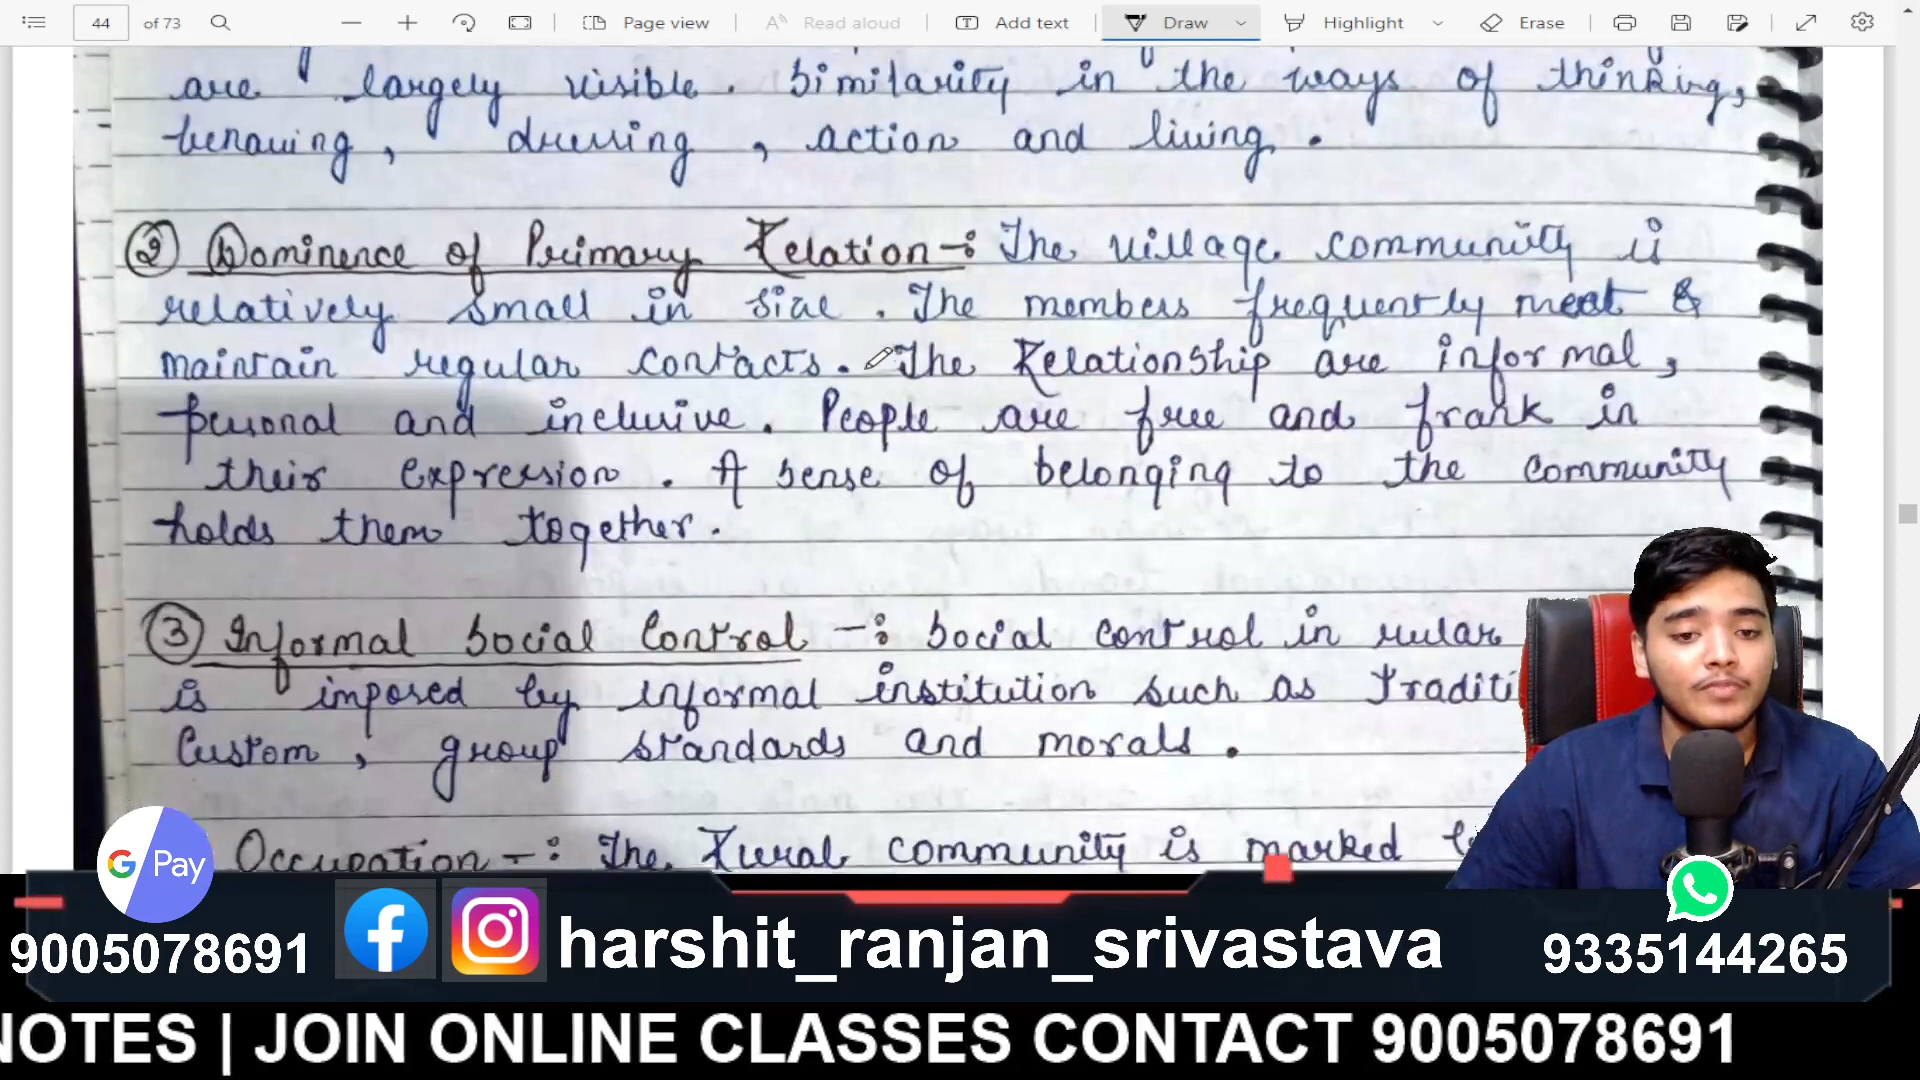 44 of 73 Page view Read aloud Add text Draw Highlight Erase
are largely visible. Similarity in the ways of thinking,
behaving, dressing, action and living.
② Dominence of Primary Relation -: The village community is
relatively small in size. The members frequently meet &
maintain regular contacts. The Relationship are informal,
personal and inclusive. People are free and frank in
their expression. A sense of belonging to the community
holds them together.
③ Informal Social Control -: Social control in rular
is imposed by informal institution such as traditi
Custom, group standards and morals.
Occupation -: The Rural community is marked
G Pay
9005078691 harshit_ranjan_srivastava 9335144265
NOTES | JOIN ONLINE CLASSES CONTACT 9005078691